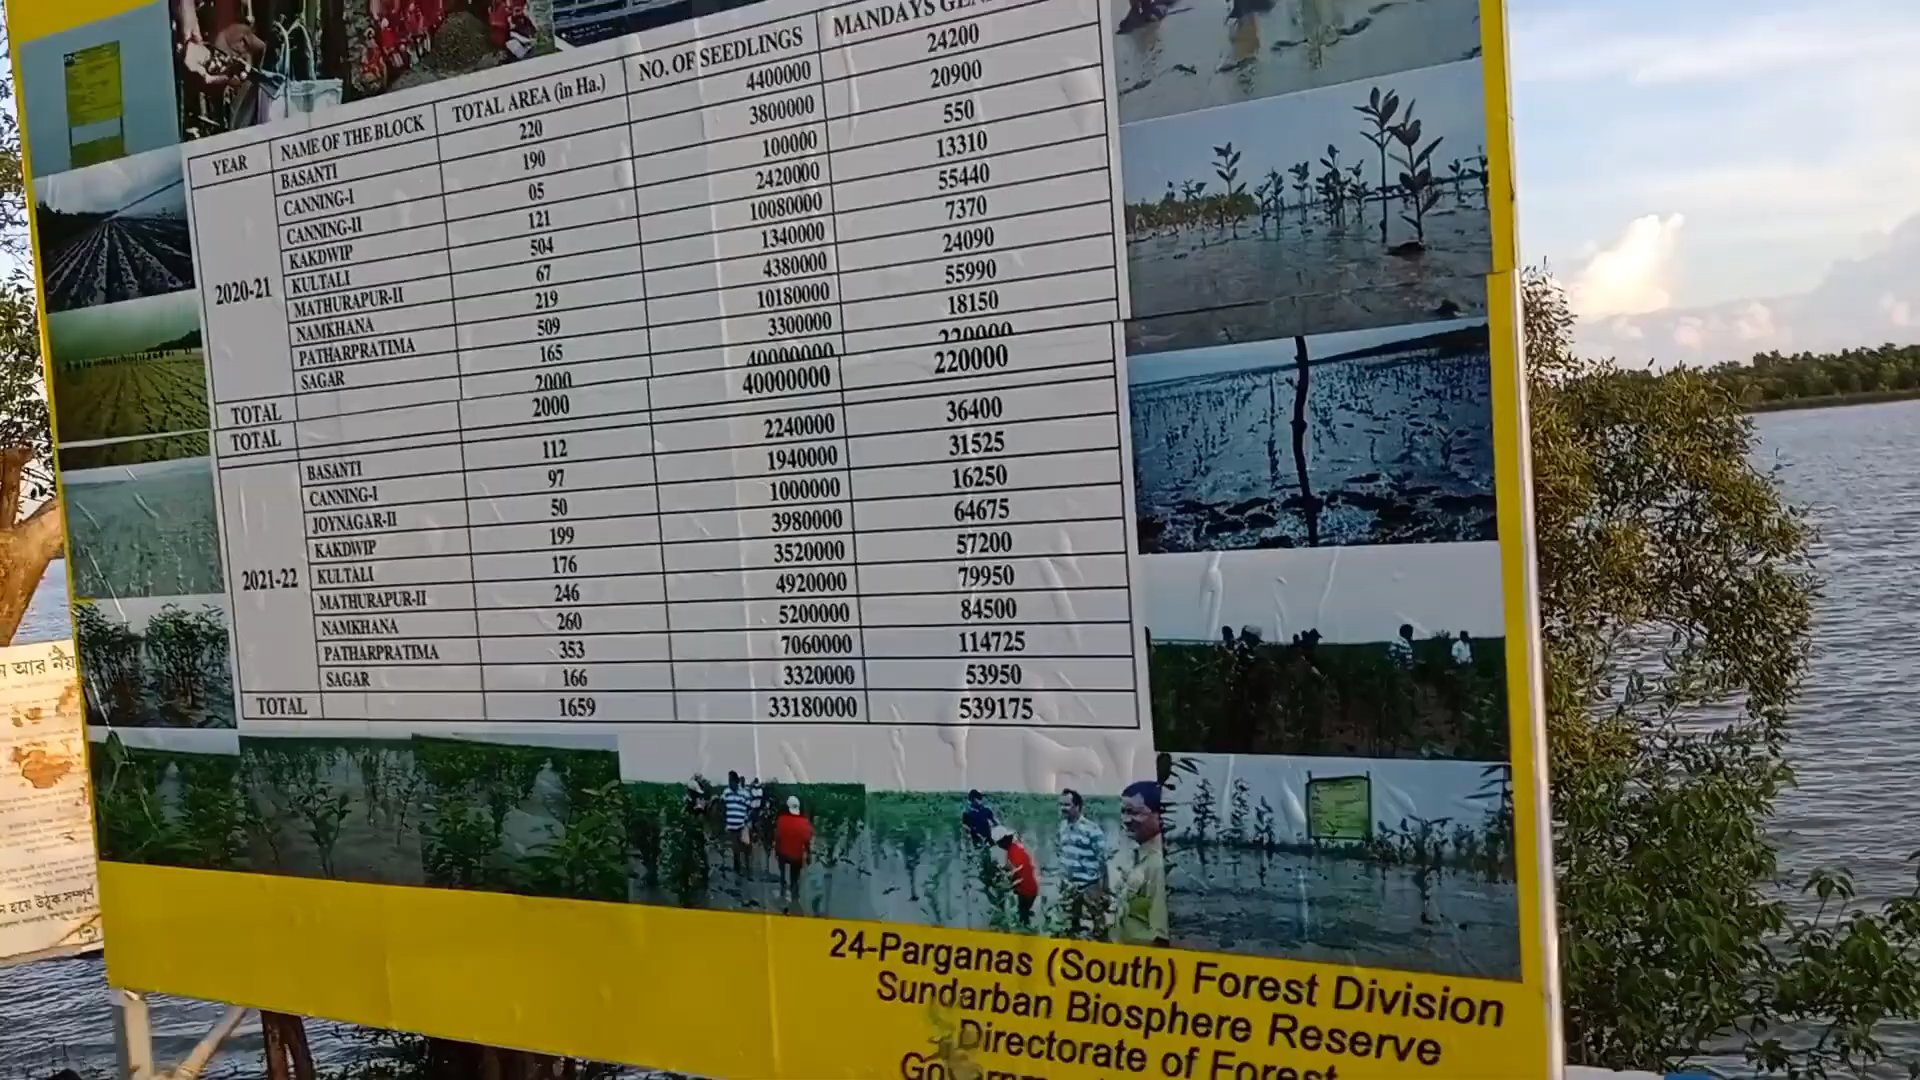 YEAR NAME OF THE BLOCK TOTAL AREA (in Ha.) NO. OF SEEDLINGS MANDAYS
2020-21
BASANTI 220 4400000 24200
CANNING-I 190 3800000 20900
CANNING-II 05 100000 550
KAKDWIP 121 2420000 13310
KULTALI 504 10080000 55440
MATHURAPUR-II 67 1340000 7370
NAMKHANA 219 4380000 24090
PATHARPRATIMA 509 10180000 55990
SAGAR 165 3300000 18150
TOTAL 2000 40000000 220000
TOTAL 2000 40000000 220000
2021-22
BASANTI 112 2240000 36400
CANNING-I 97 1940000 31525
JOYNAGAR-II 50 1000000 16250
KAKDWIP 199 3980000 64675
KULTALI 176 3520000 57200
MATHURAPUR-II 246 4920000 79950
NAMKHANA 260 5200000 84500
PATHARPRATIMA 353 7060000 114725
SAGAR 166 3320000 53950
TOTAL 1659 33180000 539175
24-Parganas (South) Forest Division
Sundarban Biosphere Reserve
Directorate of Forest
আর
হয়ে উঠুক সম্পূর্ণ